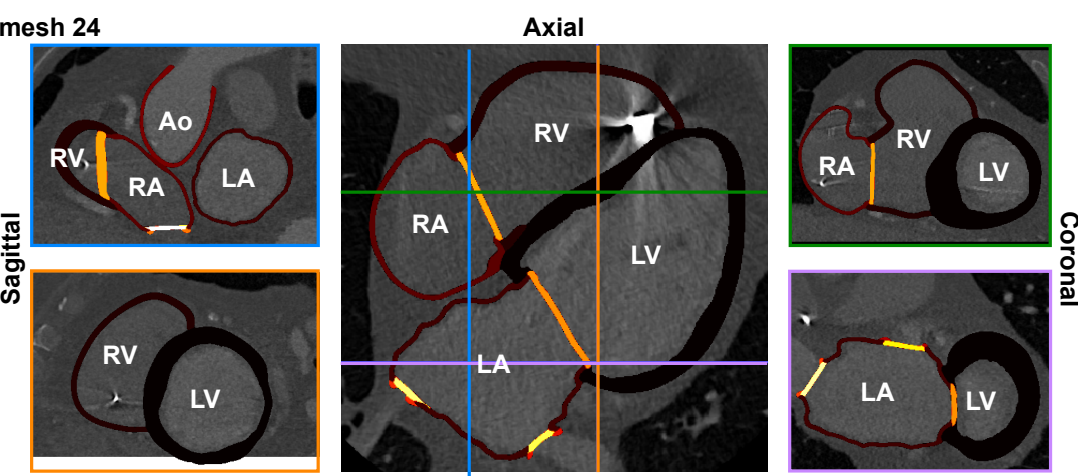 mesh 24
Axial
Sagittal
Coronal
Ao
RV
RA
LA
RV
LV
RV
RA
LV
LA
RA
RV
LV
LA
LV